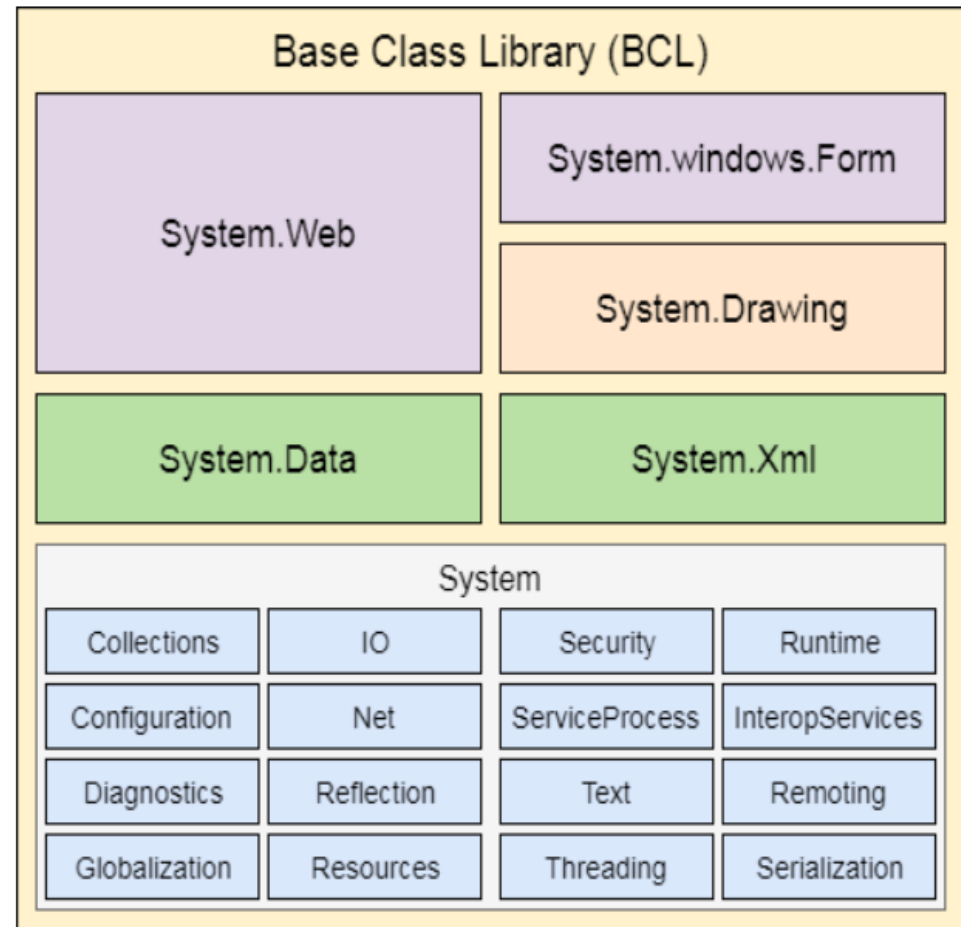 Base Class Library (BCL)
System.Web
System.windows.Form
System.Drawing
System.Data
System.Xml
System
Collections
IO
Security
Runtime
Configuration
Net
ServiceProcess
InteropServices
Diagnostics
Reflection
Text
Remoting
Globalization
Resources
Threading
Serialization